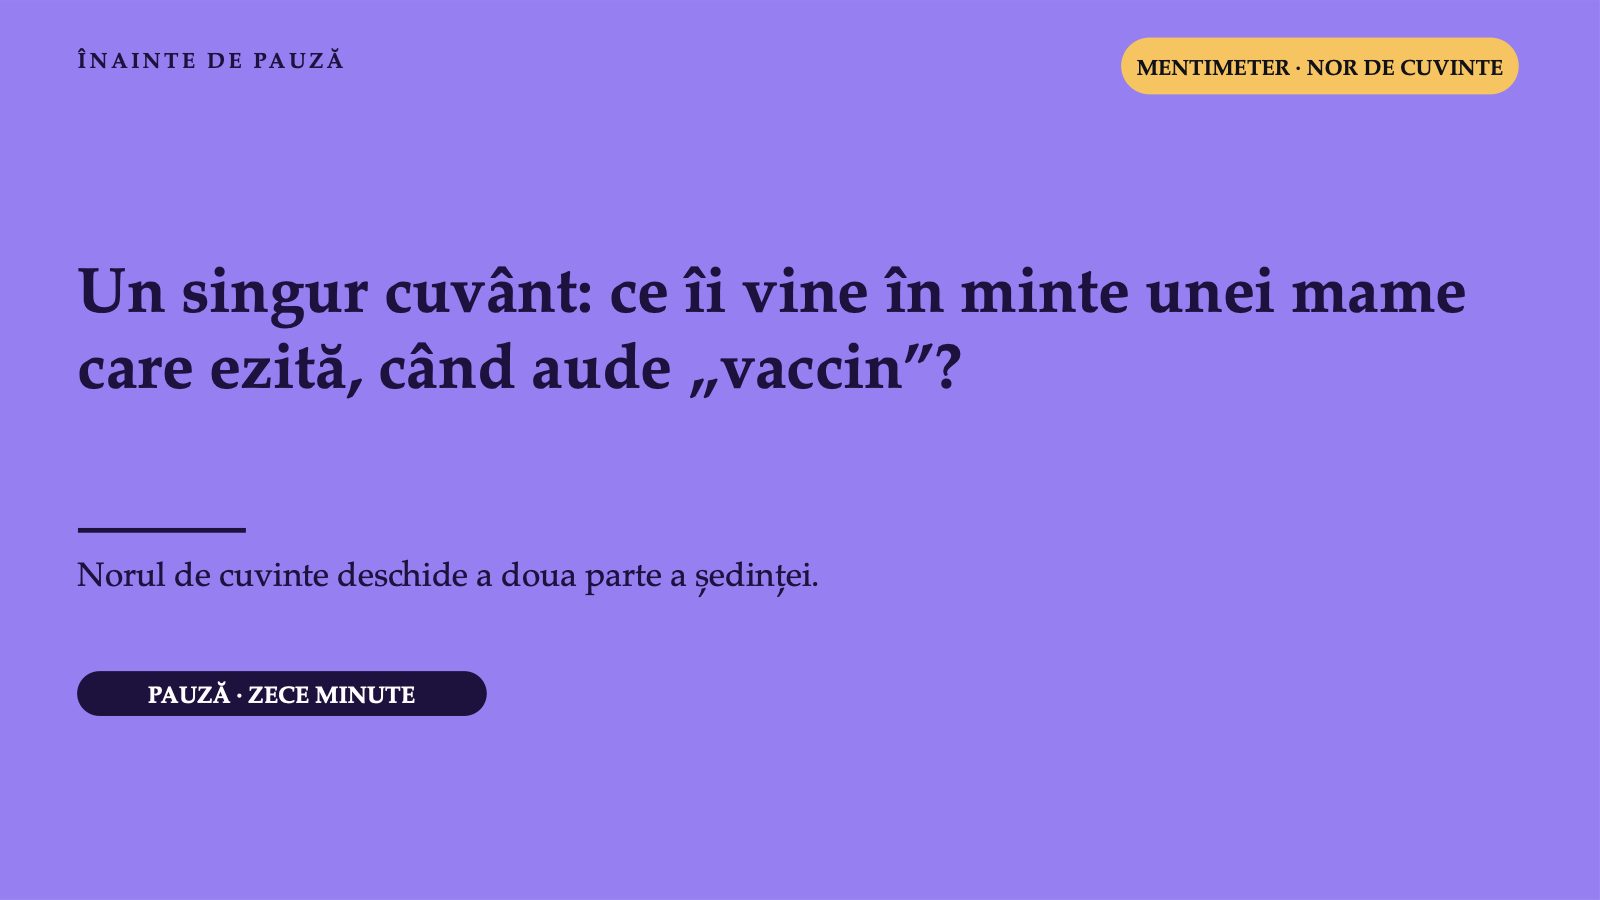 ÎNAINTE DE PAUZĂ
MENTIMETER · NOR DE CUVINTE
Un singur cuvânt: ce îi vine în minte unei mame
care ezită, când aude „vaccin”?
Norul de cuvinte deschide a doua parte a ședinței.
PAUZĂ · ZECE MINUTE